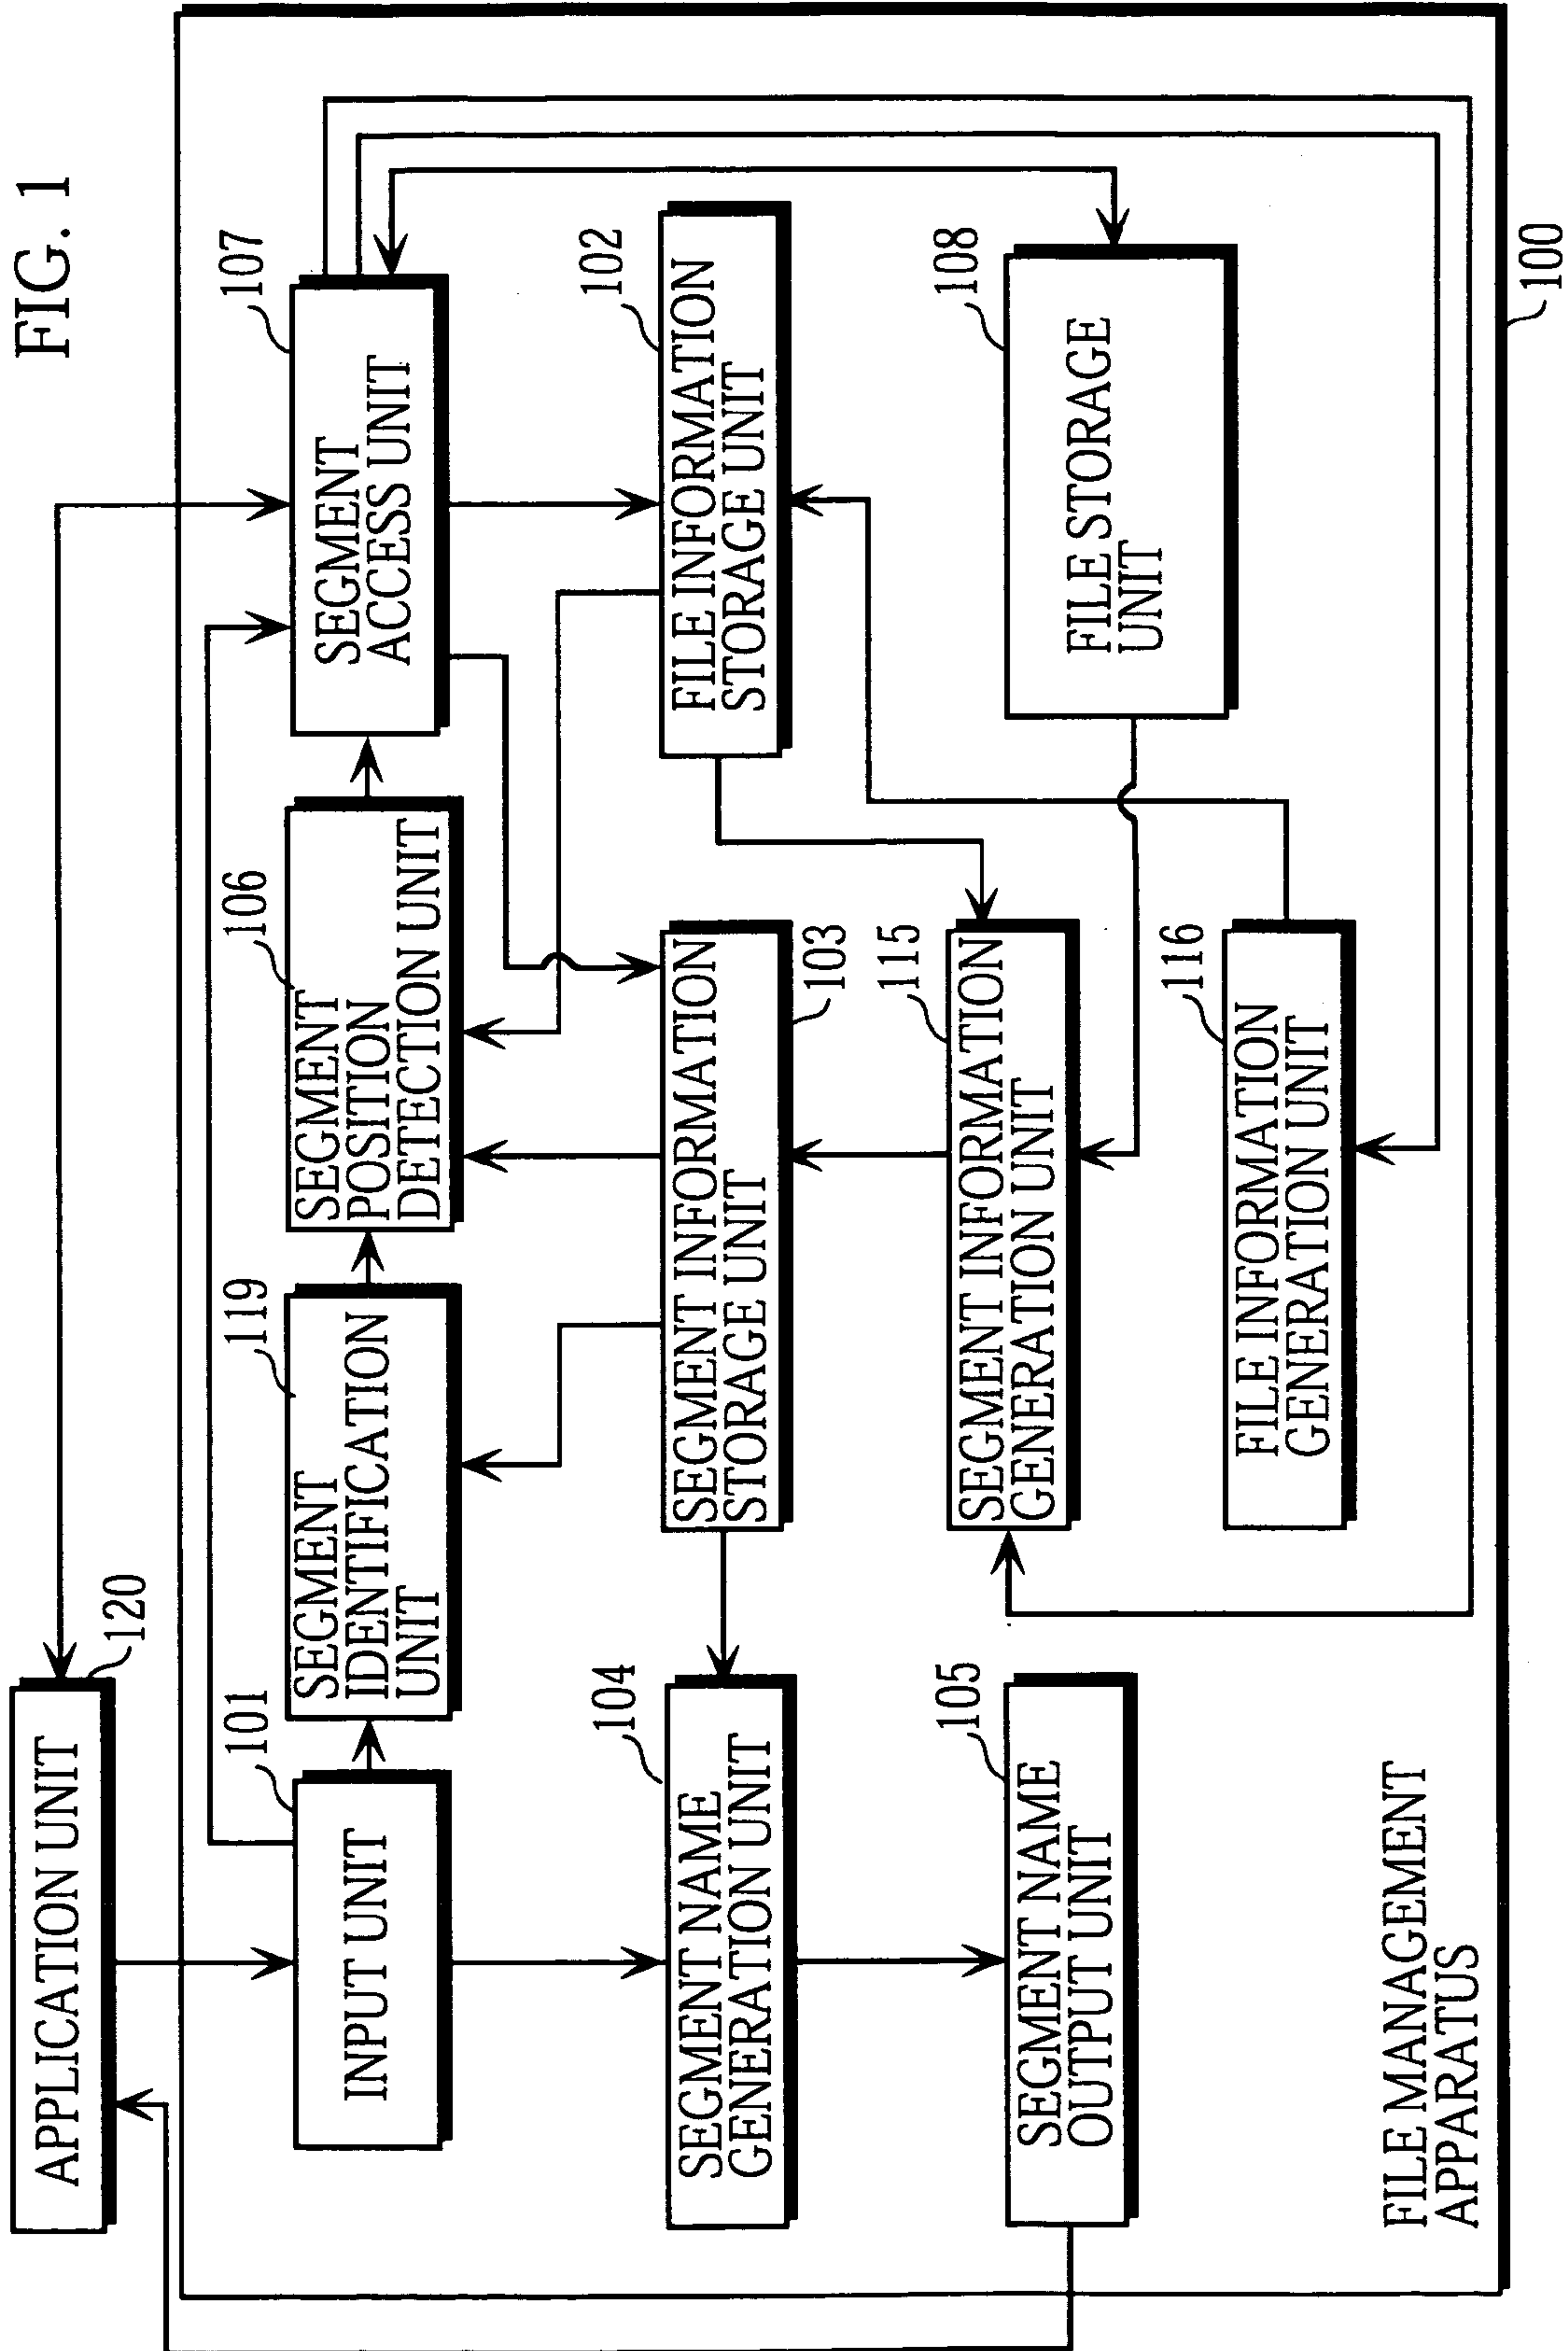 FIG. 1
APPLICATION UNIT
120
101
INPUT UNIT
119
SEGMENT
IDENTIFICATION
UNIT
106
SEGMENT
POSITION
DETECTION UNIT
107
SEGMENT
ACCESS UNIT
104
SEGMENT NAME
GENERATION UNIT
SEGMENT INFORMATION
STORAGE UNIT
103
102
FILE INFORMATION
STORAGE UNIT
105
SEGMENT NAME
OUTPUT UNIT
115
SEGMENT INFORMATION
GENERATION UNIT
108
FILE STORAGE
UNIT
116
FILE INFORMATION
GENERATION UNIT
FILE MANAGEMENT
APPARATUS
100